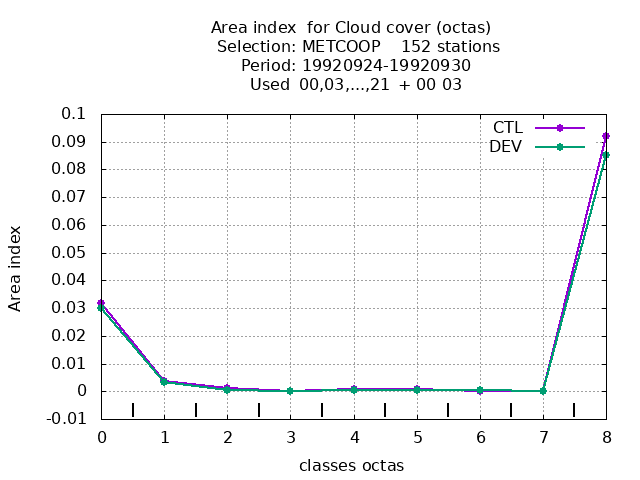 Area index  for Cloud cover (octas)
Selection: METCOOP    152 stations
Period: 19920924-19920930
Used  00,03,...,21  + 00 03
CTL
DEV
0.1
0.09
0.08
0.07
0.06
0.05
0.04
0.03
0.02
0.01
0
-0.01
Area index
0 1 2 3 4 5 6 7 8
classes octas